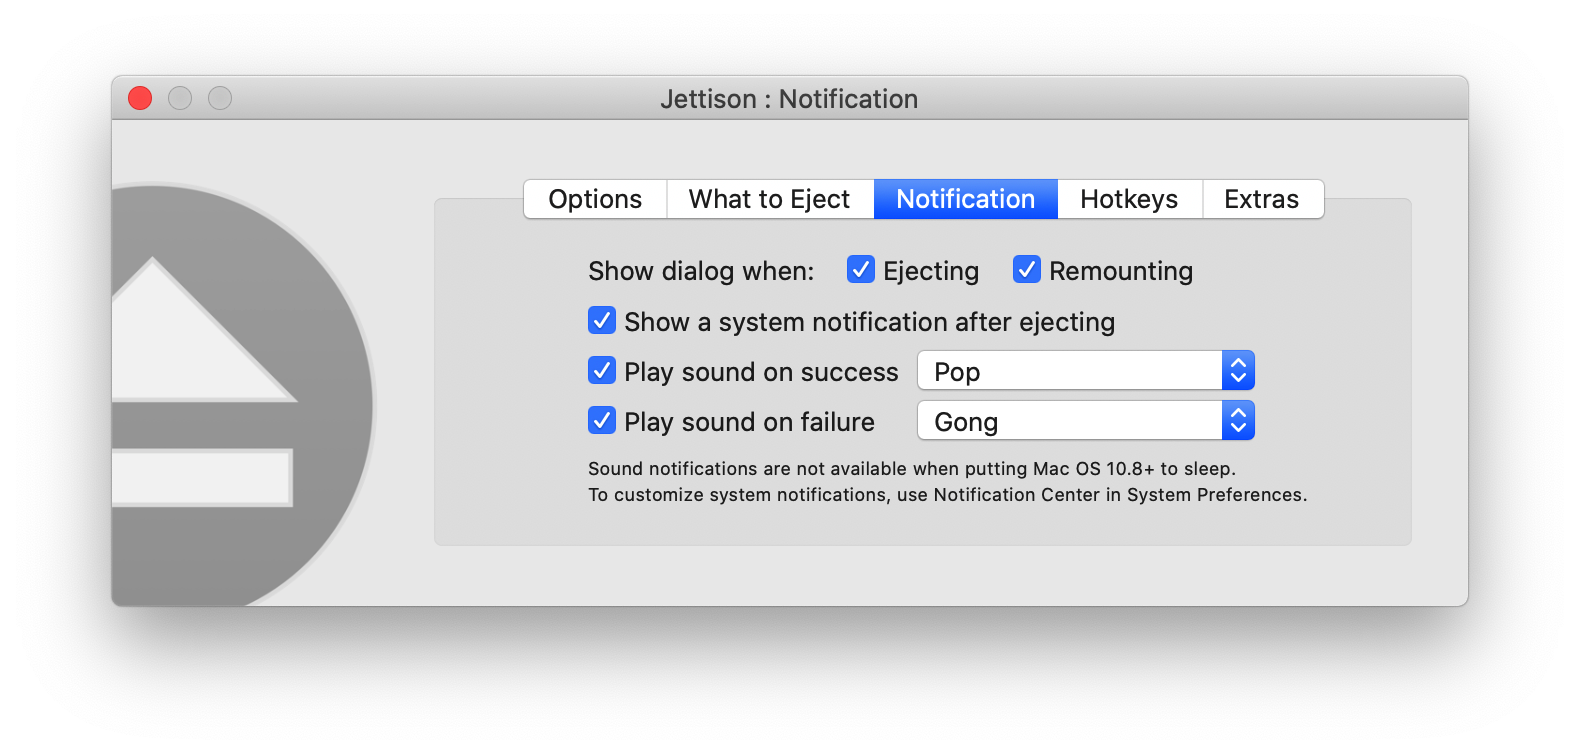 Jettison : Notification
Options What to Eject Notification Hotkeys Extras
Show dialog when: Ejecting Remounting
Show a system notification after ejecting
Play sound on success Pop
Play sound on failure Gong
Sound notifications are not available when putting Mac OS 10.8+ to sleep.
To customize system notifications, use Notification Center in System Preferences.